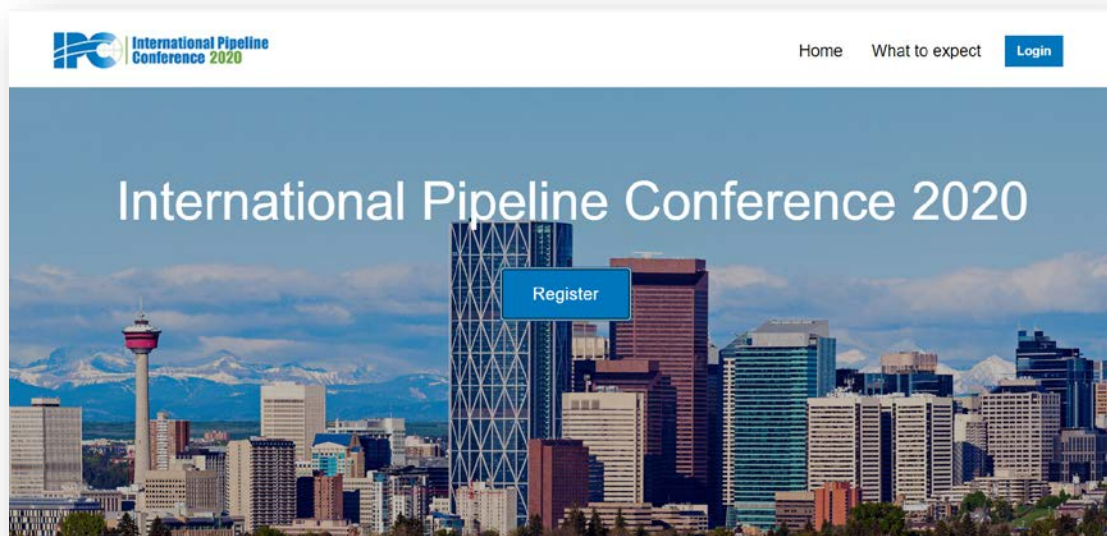 IPC
International Pipeline
Conference 2020
Home
What to expect
Login
International Pipeline Conference 2020
Register